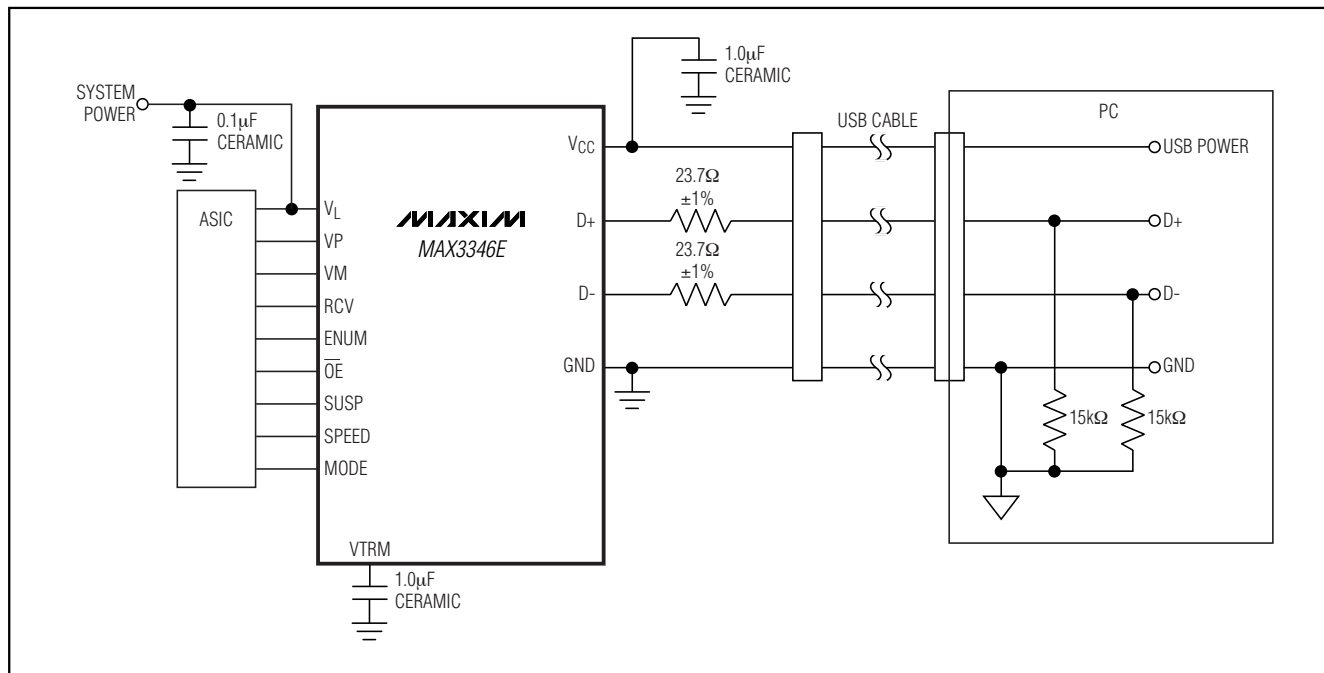 SYSTEM
POWER
0.1µF
CERAMIC
1.0µF
CERAMIC
ASIC
VL
VP
VM
RCV
ENUM
O̅E̅
SUSP
SPEED
MODE
MAXIM
MAX3346E
VCC
D+
D-
GND
VTRM
1.0µF
CERAMIC
23.7Ω
±1%
23.7Ω
±1%
USB CABLE
PC
USB POWER
D+
D-
GND
15kΩ
15kΩ